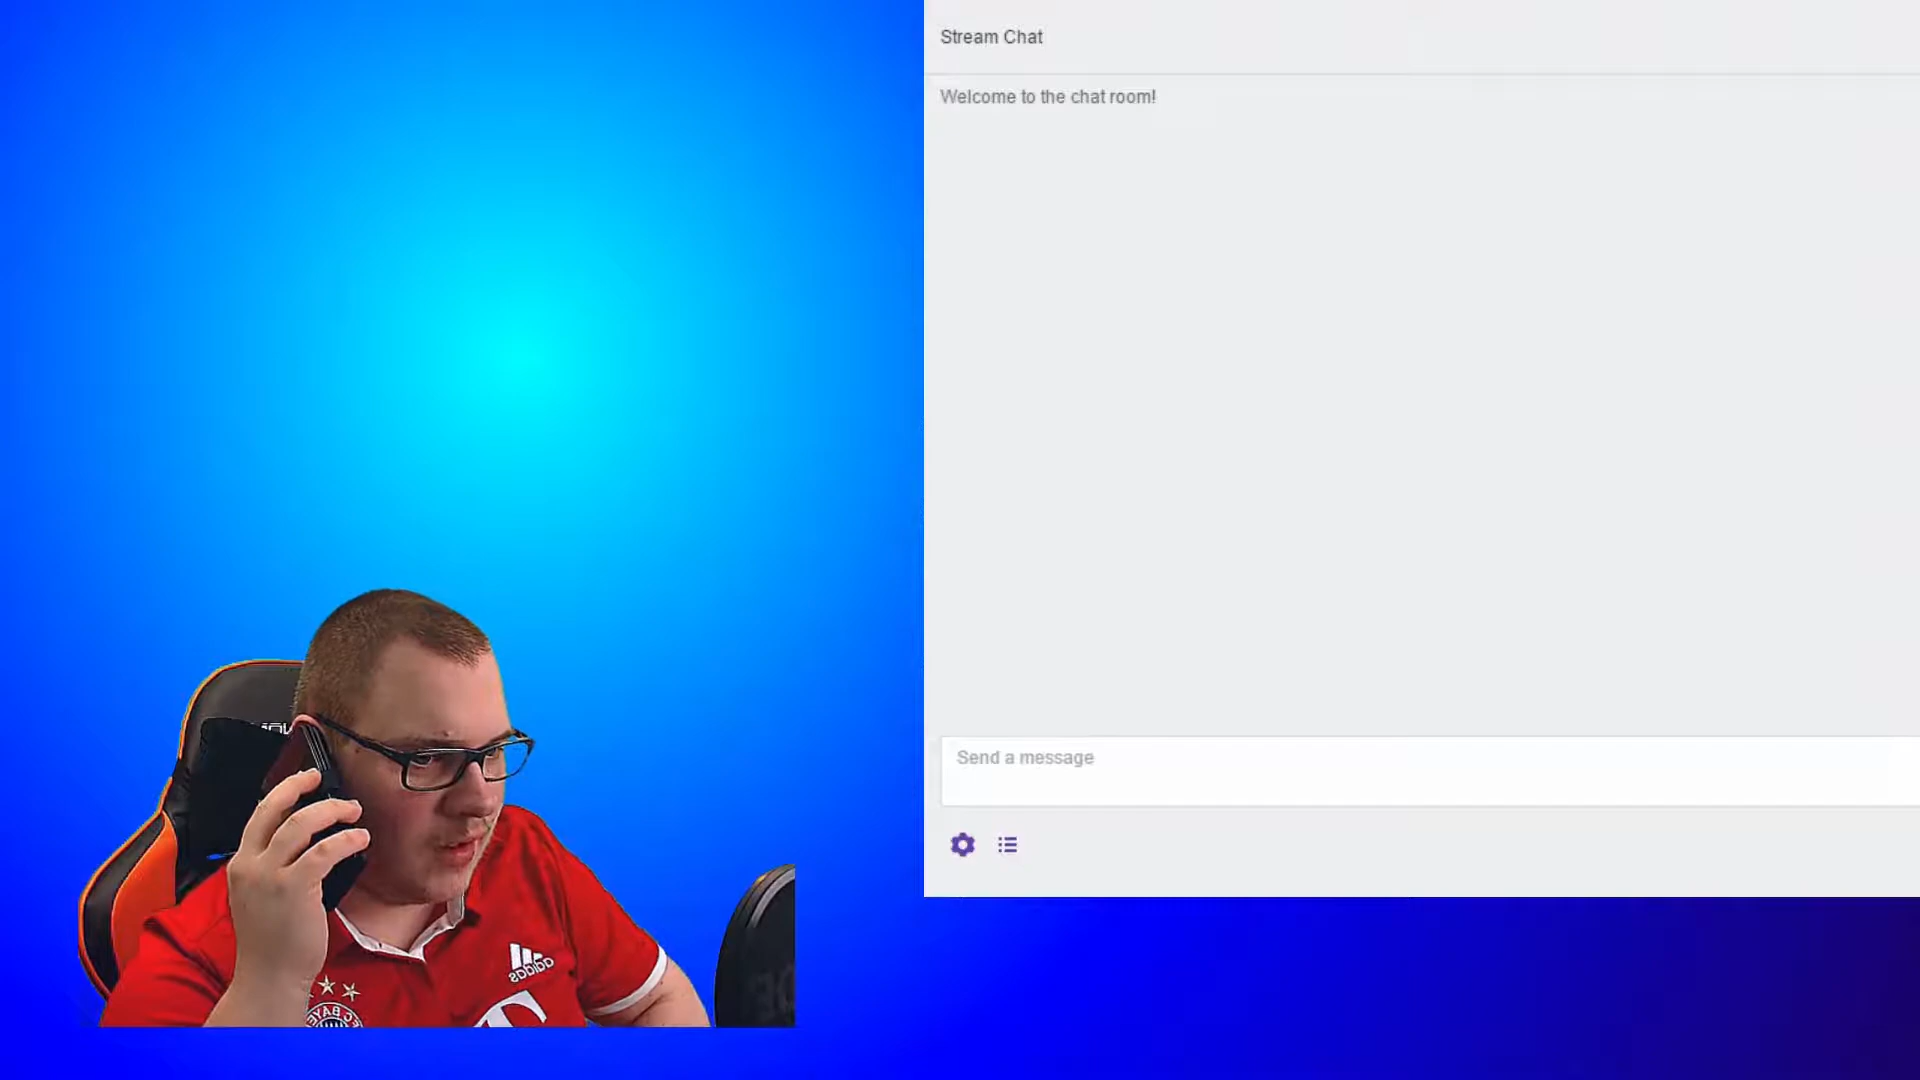 Stream Chat
Welcome to the chat room!
Send a message
adidas
T